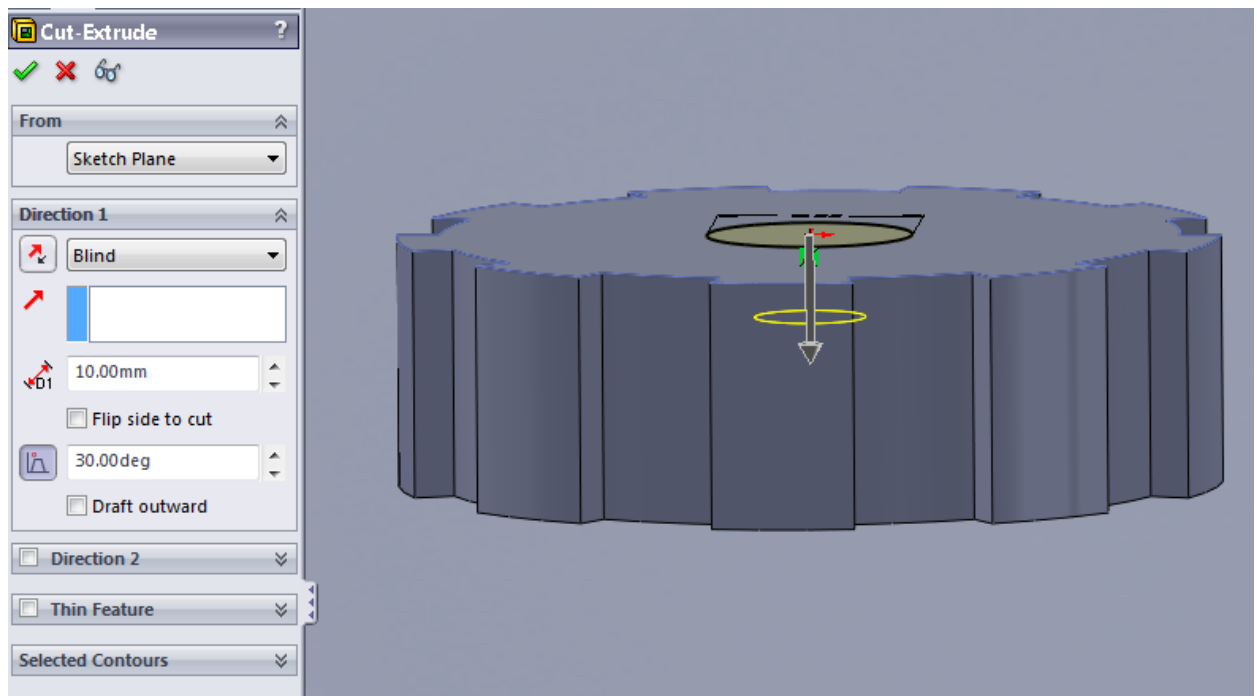 Cut-Extrude ?
From
Sketch Plane
Direction 1
Blind
D1 10.00mm
Flip side to cut
30.00deg
Draft outward
Direction 2
Thin Feature
Selected Contours